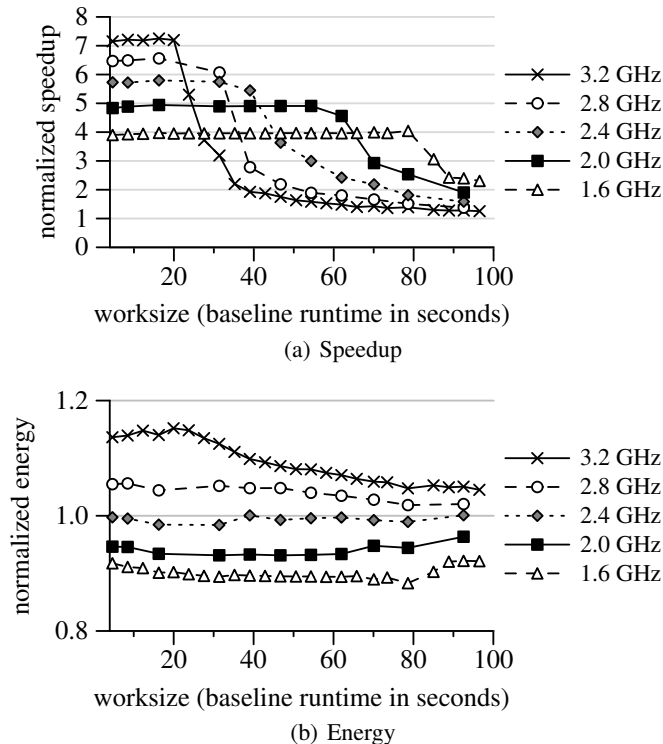 normalized speedup
8
7
6
5
4
3
2
1
0
20 40 60 80 100
worksize (baseline runtime in seconds)
3.2 GHz
2.8 GHz
2.4 GHz
2.0 GHz
1.6 GHz
(a) Speedup
normalized energy
1.2
1.0
0.8
20 40 60 80 100
worksize (baseline runtime in seconds)
3.2 GHz
2.8 GHz
2.4 GHz
2.0 GHz
1.6 GHz
(b) Energy